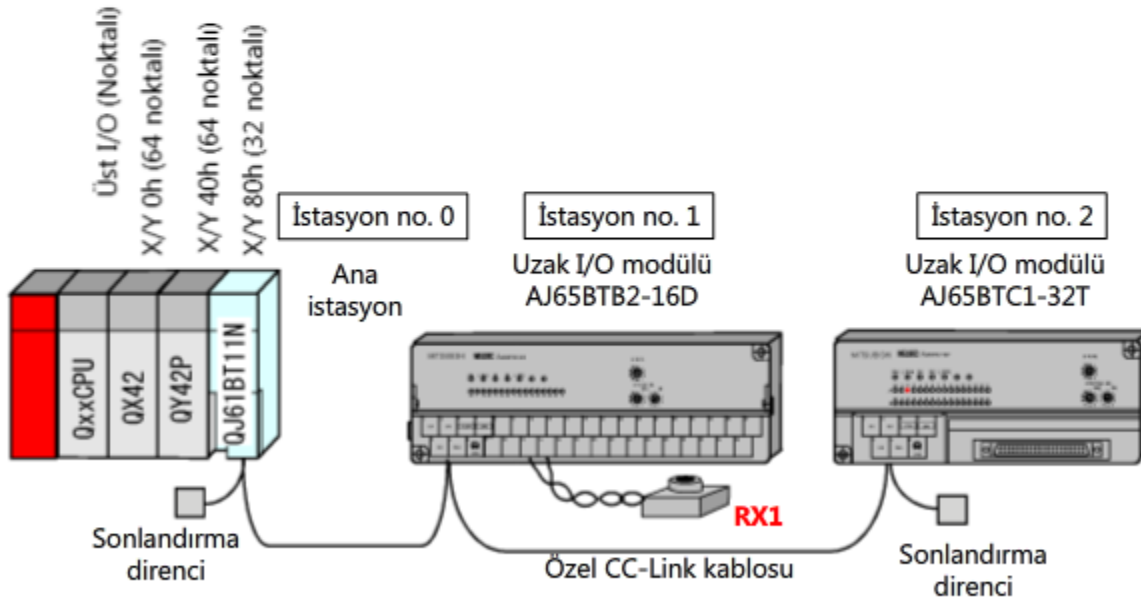 Üst I/O (Noktalı)
X/Y 0h (64 noktalı)
X/Y 40h (64 noktalı)
X/Y 80h (32 noktalı)
İstasyon no. 0
İstasyon no. 1
İstasyon no. 2
Ana
istasyon
Uzak I/O modülü
AJ65BTB2-16D
Uzak I/O modülü
AJ65BTC1-32T
QxxCPU
QX42
QY42P
QJ61BT11N
RX1
Sonlandırma
direnci
Özel CC-Link kablosu
Sonlandırma
direnci